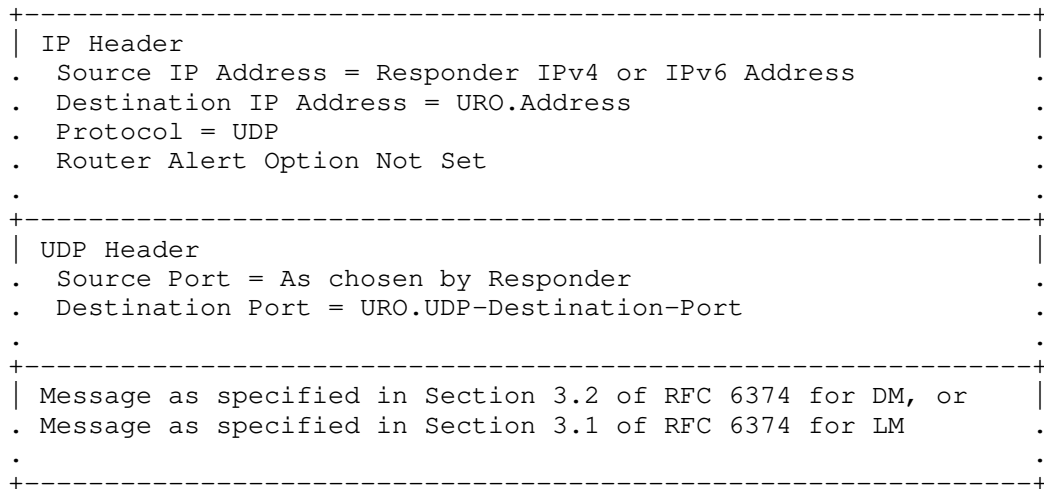 IP Header
Source IP Address = Responder IPv4 or IPv6 Address
Destination IP Address = URO.Address
Protocol = UDP
Router Alert Option Not Set
UDP Header
Source Port = As chosen by Responder
Destination Port = URO.UDP-Destination-Port
Message as specified in Section 3.2 of RFC 6374 for DM, or
Message as specified in Section 3.1 of RFC 6374 for LM